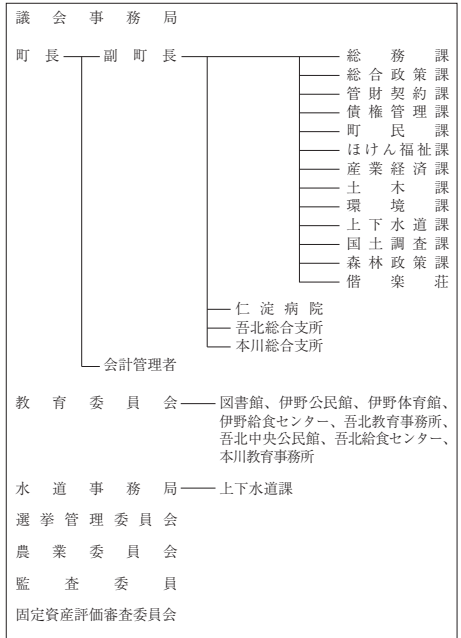 議会事務局
町長 副町長 総務課
総合政策課
管財契約課
債権管理課
町民課
ほけん福祉課
産業経済課
土木課
環境課
上下水道課
国土調査課
森林政策課
偕楽荘
仁淀病院
吾北総合支所
本川総合支所
会計管理者
教育委員会 図書館、伊野公民館、伊野体育館、
伊野給食センター、吾北教育事務所、
吾北中央公民館、吾北給食センター、
本川教育事務所
水道事務局 上下水道課
選挙管理委員会
農業委員会
監査委員
固定資産評価審査委員会